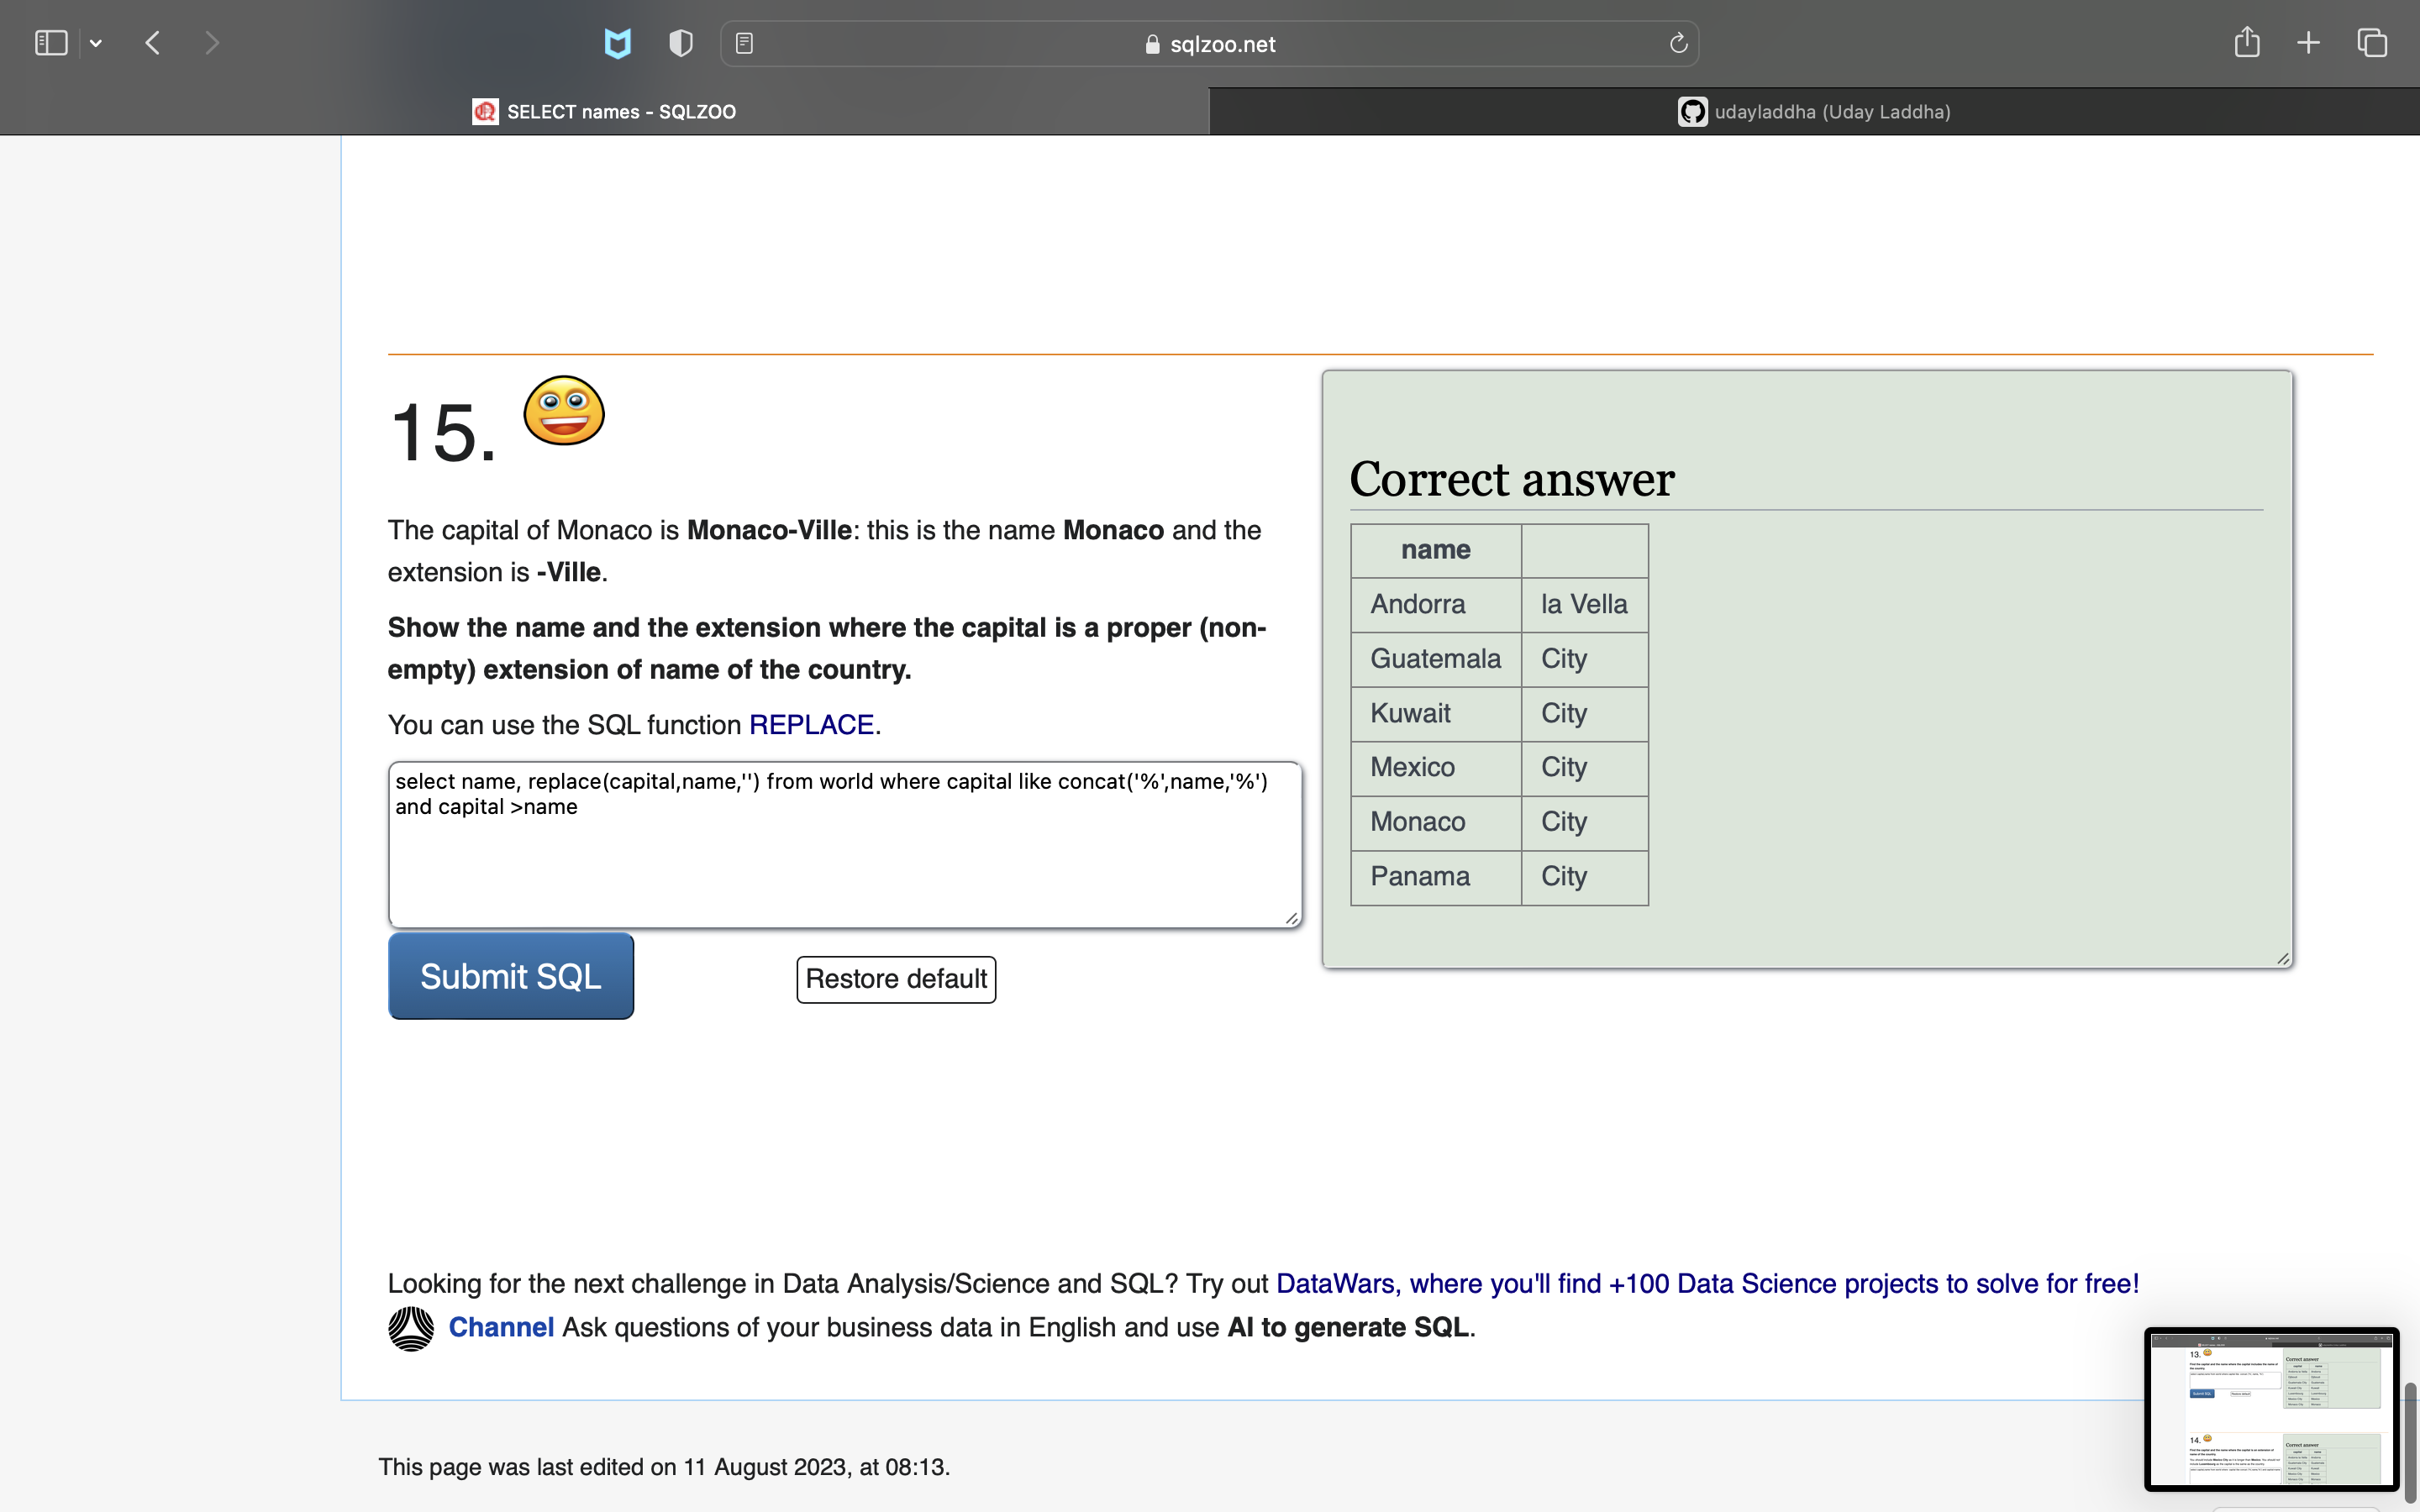 sqlzoo.net
SELECT names - SQLZOO
udayladdha (Uday Laddha)
15.
The capital of Monaco is Monaco-Ville: this is the name Monaco and the
extension is -Ville.
Show the name and the extension where the capital is a proper (non-
empty) extension of name of the country.
You can use the SQL function REPLACE.
select name, replace(capital,name,'') from world where capital like concat('%',name,'%')
and capital >name
Submit SQL
Restore default
Correct answer
name
Andorra la Vella
Guatemala City
Kuwait City
Mexico City
Monaco City
Panama City
Looking for the next challenge in Data Analysis/Science and SQL? Try out DataWars, where you'll find +100 Data Science projects to solve for free!
Channel Ask questions of your business data in English and use AI to generate SQL.
13.
Correct answer
14.
Correct answer
This page was last edited on 11 August 2023, at 08:13.